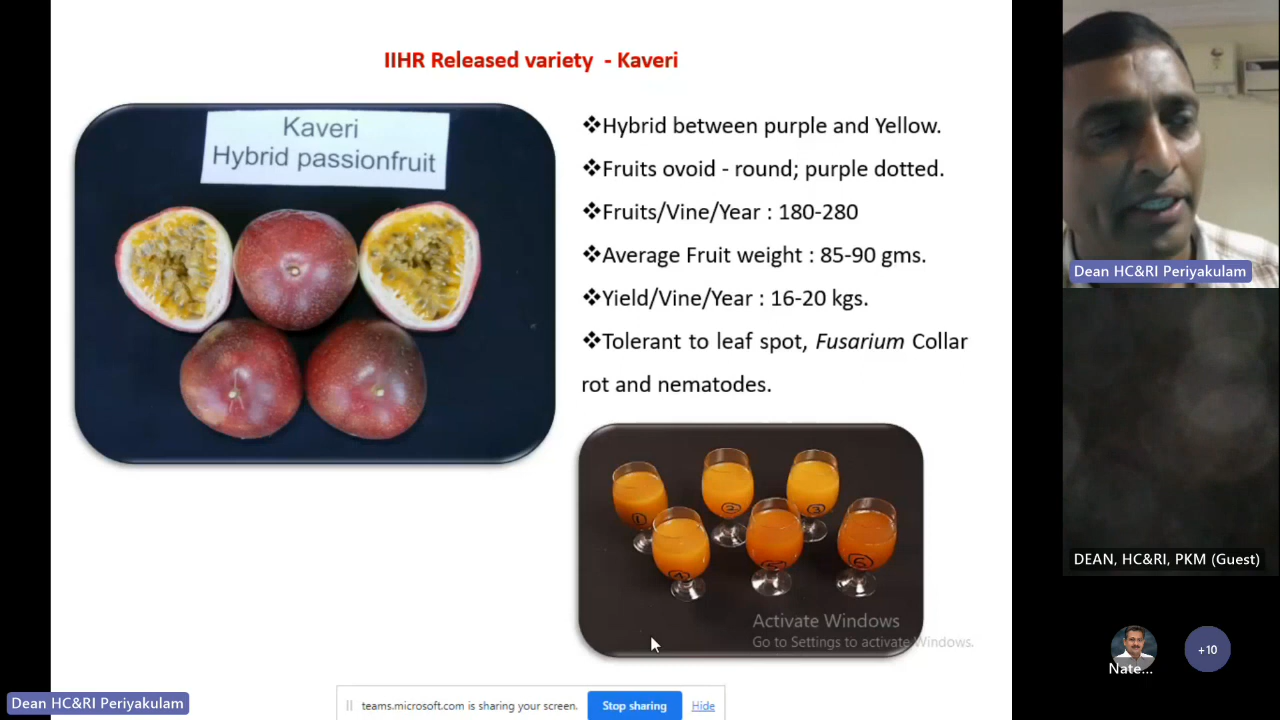 IIHR Released variety - Kaveri
Kaveri
Hybrid passionfruit
❖Hybrid between purple and Yellow.
❖Fruits ovoid - round; purple dotted.
❖Fruits/Vine/Year : 180-280
❖Average Fruit weight : 85-90 gms.
❖Yield/Vine/Year : 16-20 kgs.
❖Tolerant to leaf spot, Fusarium Collar
rot and nematodes.
1
2
3
6
Activate Windows
Go to Settings to activate Windows.
teams.microsoft.com is sharing your screen.
Stop sharing
Hide
Dean HC&RI Periyakulam
Dean HC&RI Periyakulam
DEAN, HC&RI, PKM (Guest)
Nate...
+10